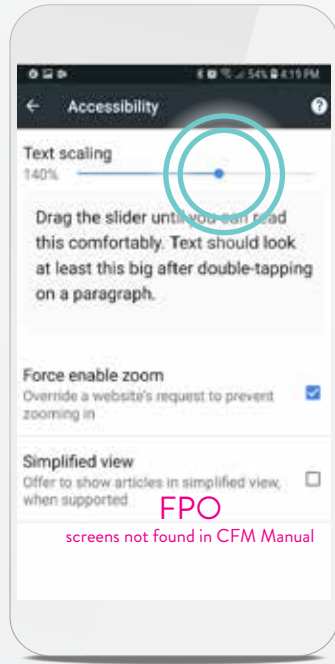 54% 4:19 PM
Accessibility
Text scaling
140%
Drag the slider until you can read
this comfortably. Text should look
at least this big after double-tapping
on a paragraph.
Force enable zoom
Override a website's request to prevent
zooming in
Simplified view
Offer to show articles in simplified view,
when supported
FPO
screens not found in CFM Manual